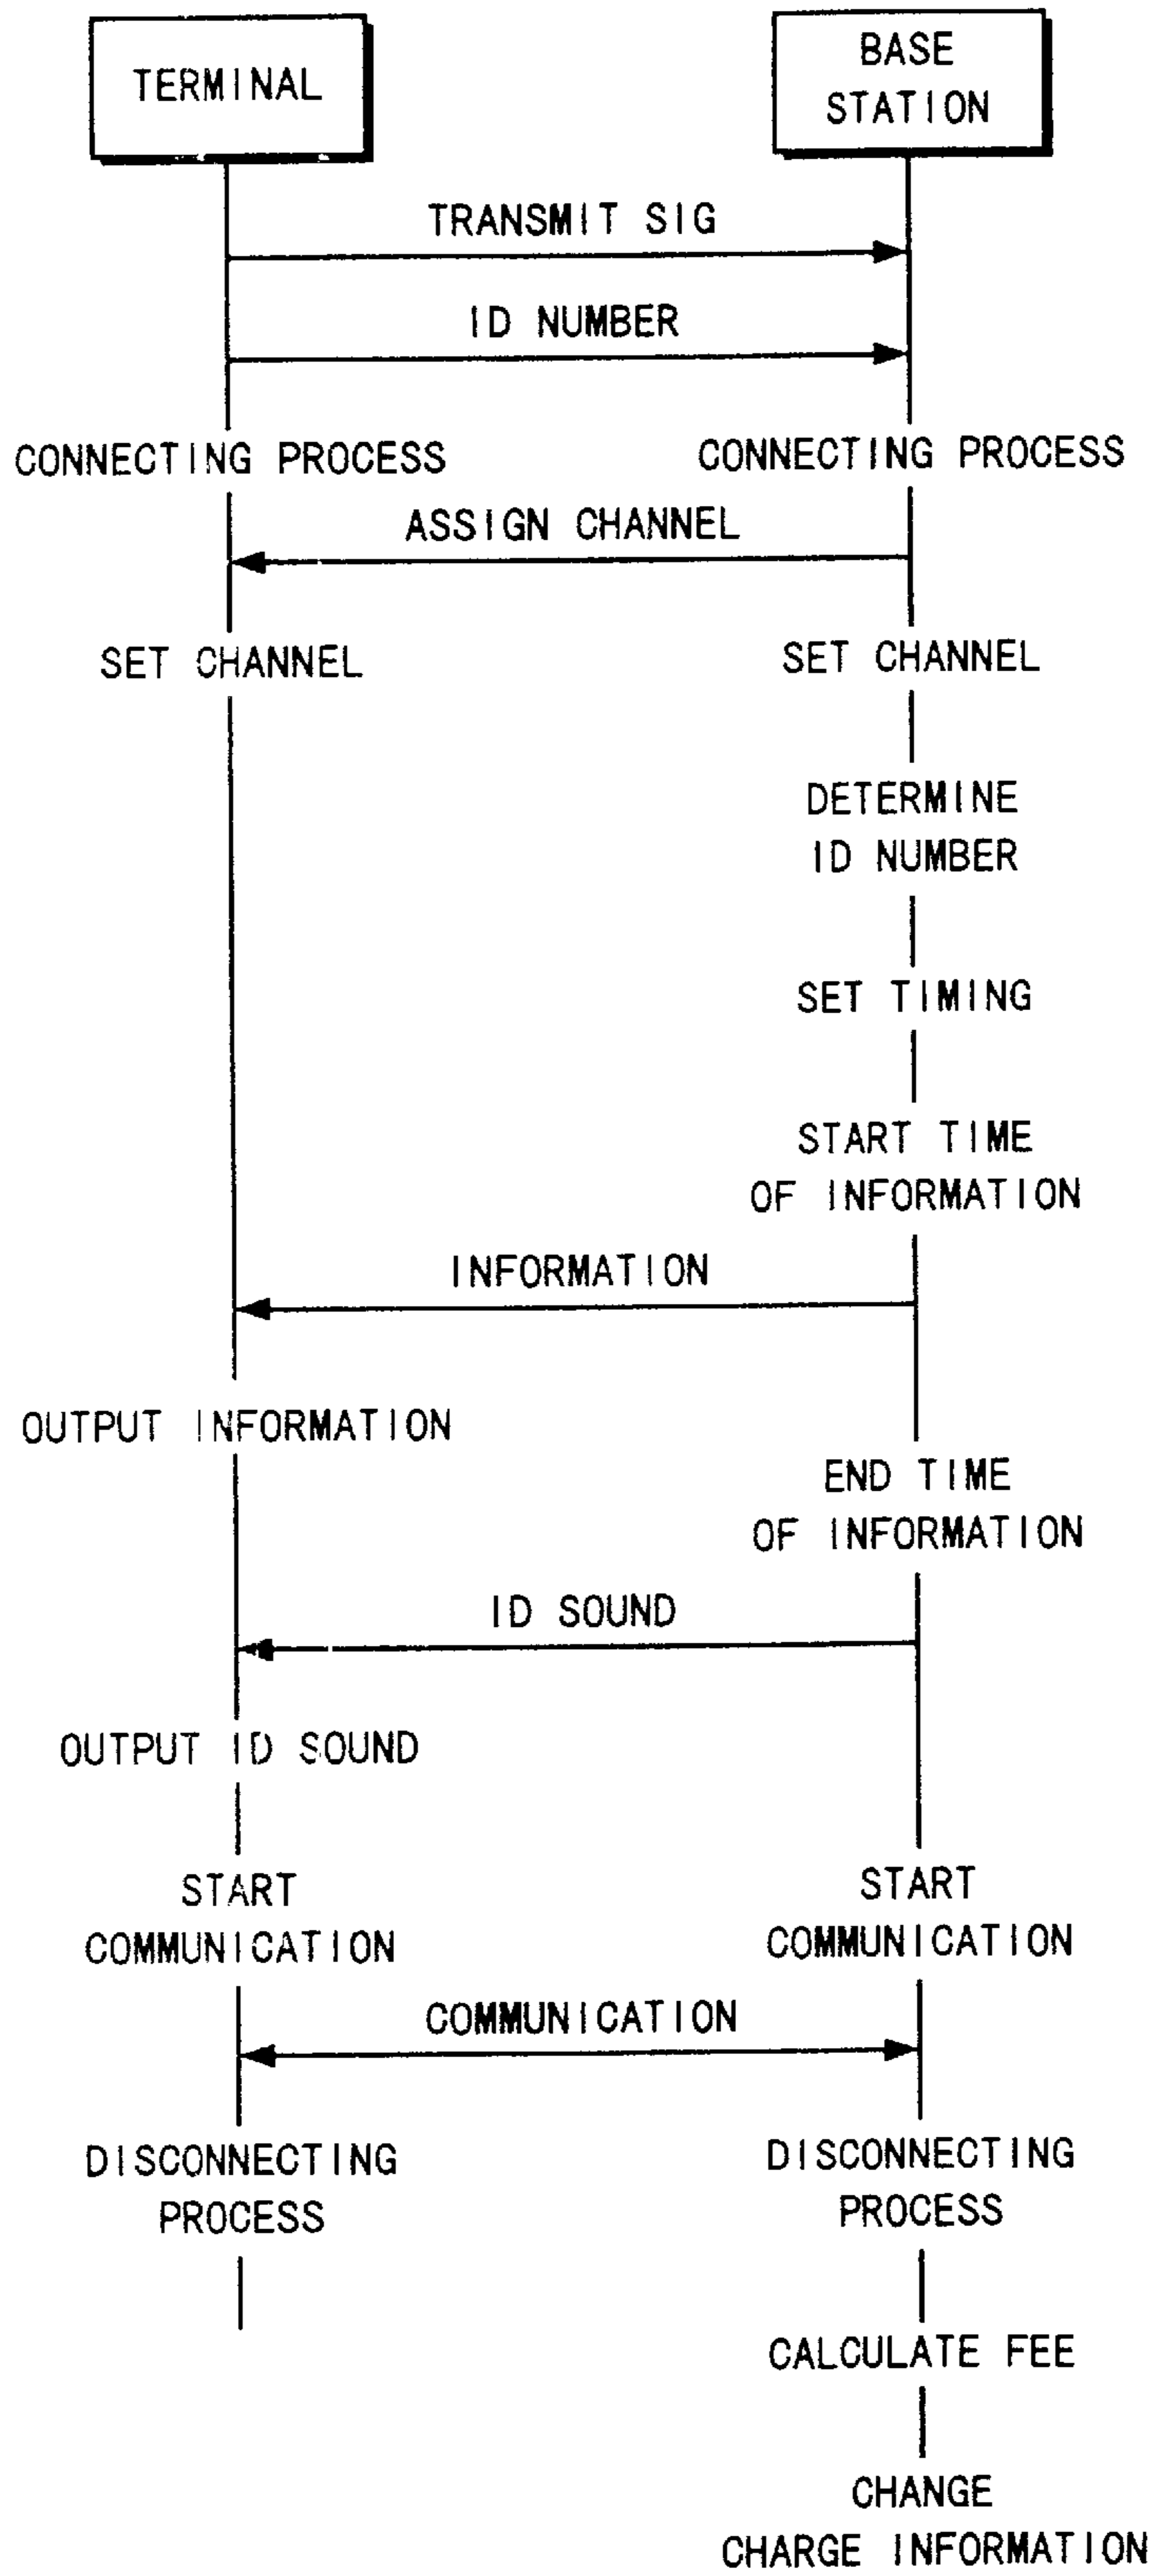 TERMINAL
BASE
STATION
TRANSMIT SIG
ID NUMBER
CONNECTING PROCESS
CONNECTING PROCESS
ASSIGN CHANNEL
SET CHANNEL
SET CHANNEL
DETERMINE
ID NUMBER
SET TIMING
START TIME
OF INFORMATION
INFORMATION
OUTPUT INFORMATION
END TIME
OF INFORMATION
ID SOUND
OUTPUT ID SOUND
START
COMMUNICATION
START
COMMUNICATION
COMMUNICATION
DISCONNECTING
PROCESS
DISCONNECTING
PROCESS
CALCULATE FEE
CHANGE
CHARGE INFORMATION